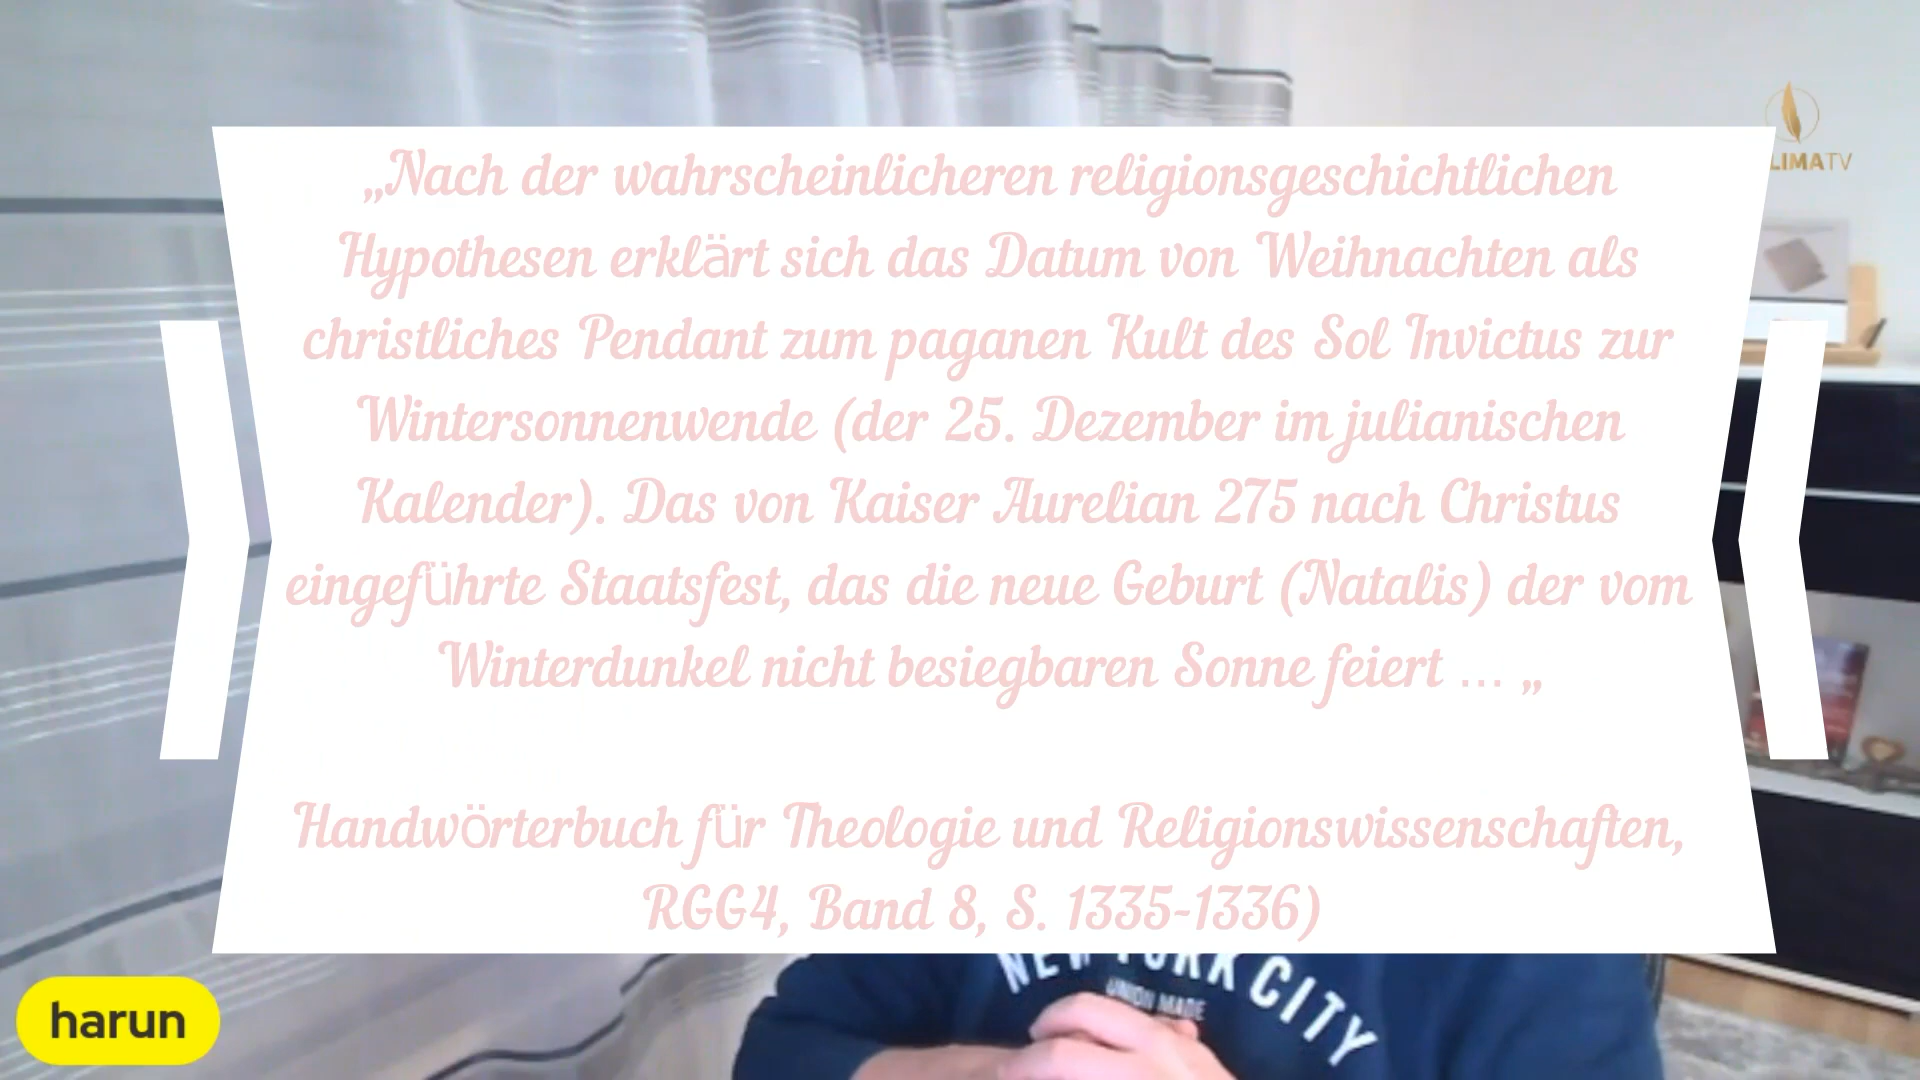 „Nach der wahrscheinlicheren religionsgeschichtlichen
Hypothesen erklärt sich das Datum von Weihnachten als
christliches Pendant zum paganen Kult des Sol Invictus zur
Wintersonnenwende (der 25. Dezember im julianischen
Kalender). Das von Kaiser Aurelian 275 nach Christus
eingeführte Staatsfest, das die neue Geburt (Natalis) der vom
Winterdunkel nicht besiegbaren Sonne feiert ... „
Handwörterbuch für Theologie und Religionswissenschaften,
RGG4, Band 8, S. 1335-1336)
LIMATV
NEW YORK CITY
UNION MADE
harun